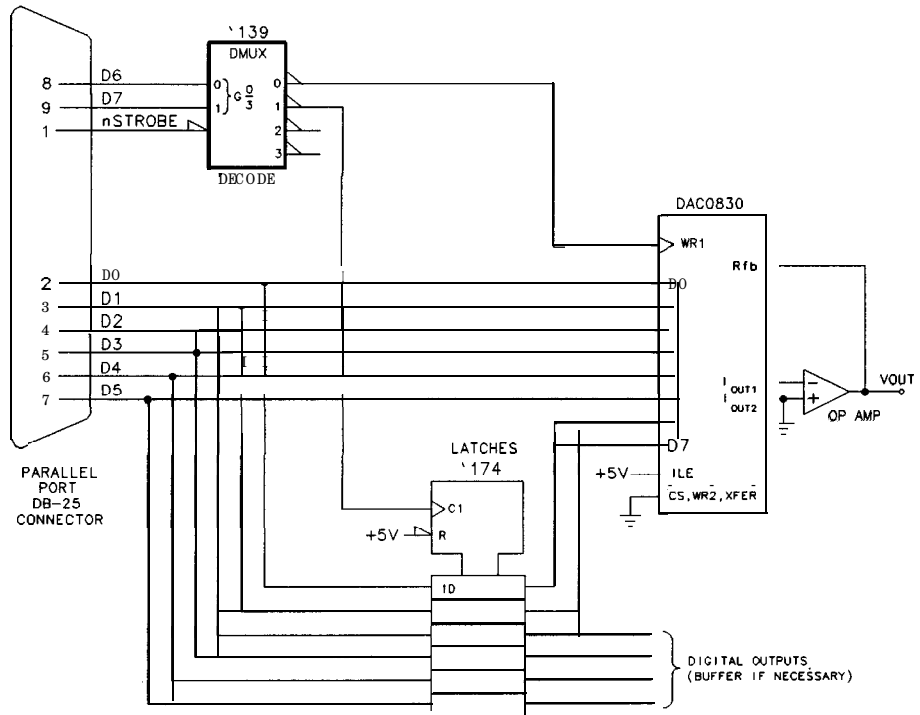 `139
DMUX
8 D6 0 0
9 D7 1 G 0/3 1
1 nSTROBE 2
3
DECODE
DAC0830
WR1
Rfb
2 D0 D0
3 D1
4 D2
5 D3
6 D4
7 D5
I OUT1 - VOUT
I OUT2 +
OP AMP
D7
LATCHES
`174
+5V ILE
CS, WR2, XFER
PARALLEL
PORT
DB-25
CONNECTOR
C1
+5V R
1D
DIGITAL OUTPUTS
(BUFFER IF NECESSARY)